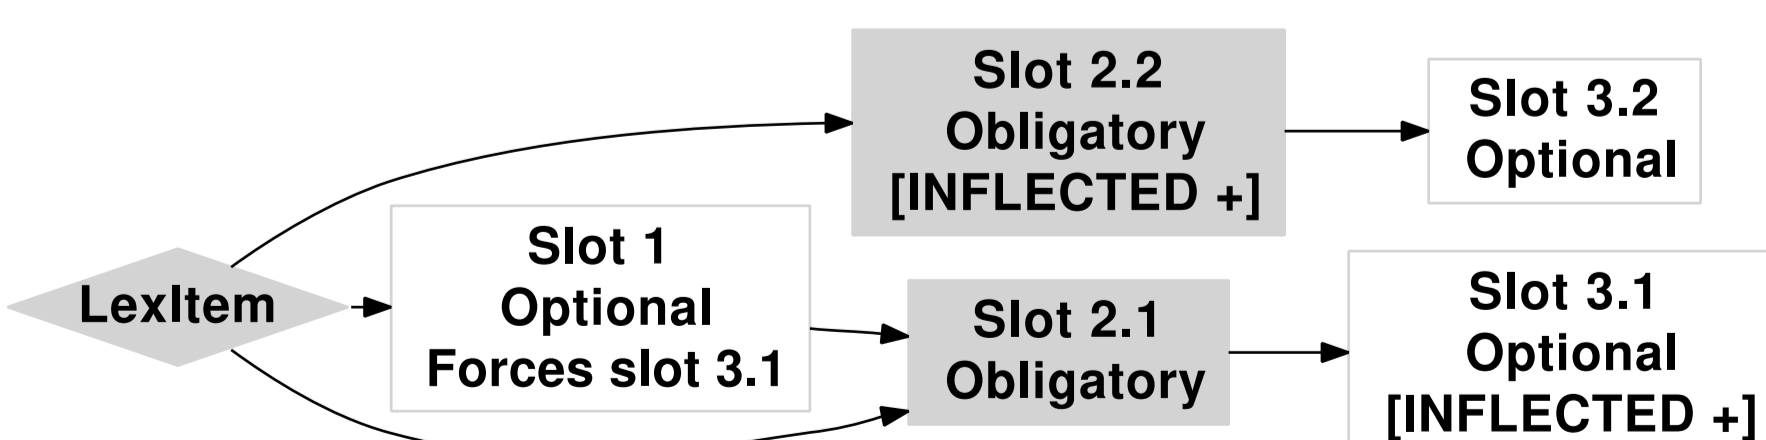 Slot 2.2
Obligatory
[INFLECTED +]
Slot 3.2
Optional
LexItem
Slot 1
Optional
Forces slot 3.1
Slot 2.1
Obligatory
Slot 3.1
Optional
[INFLECTED +]